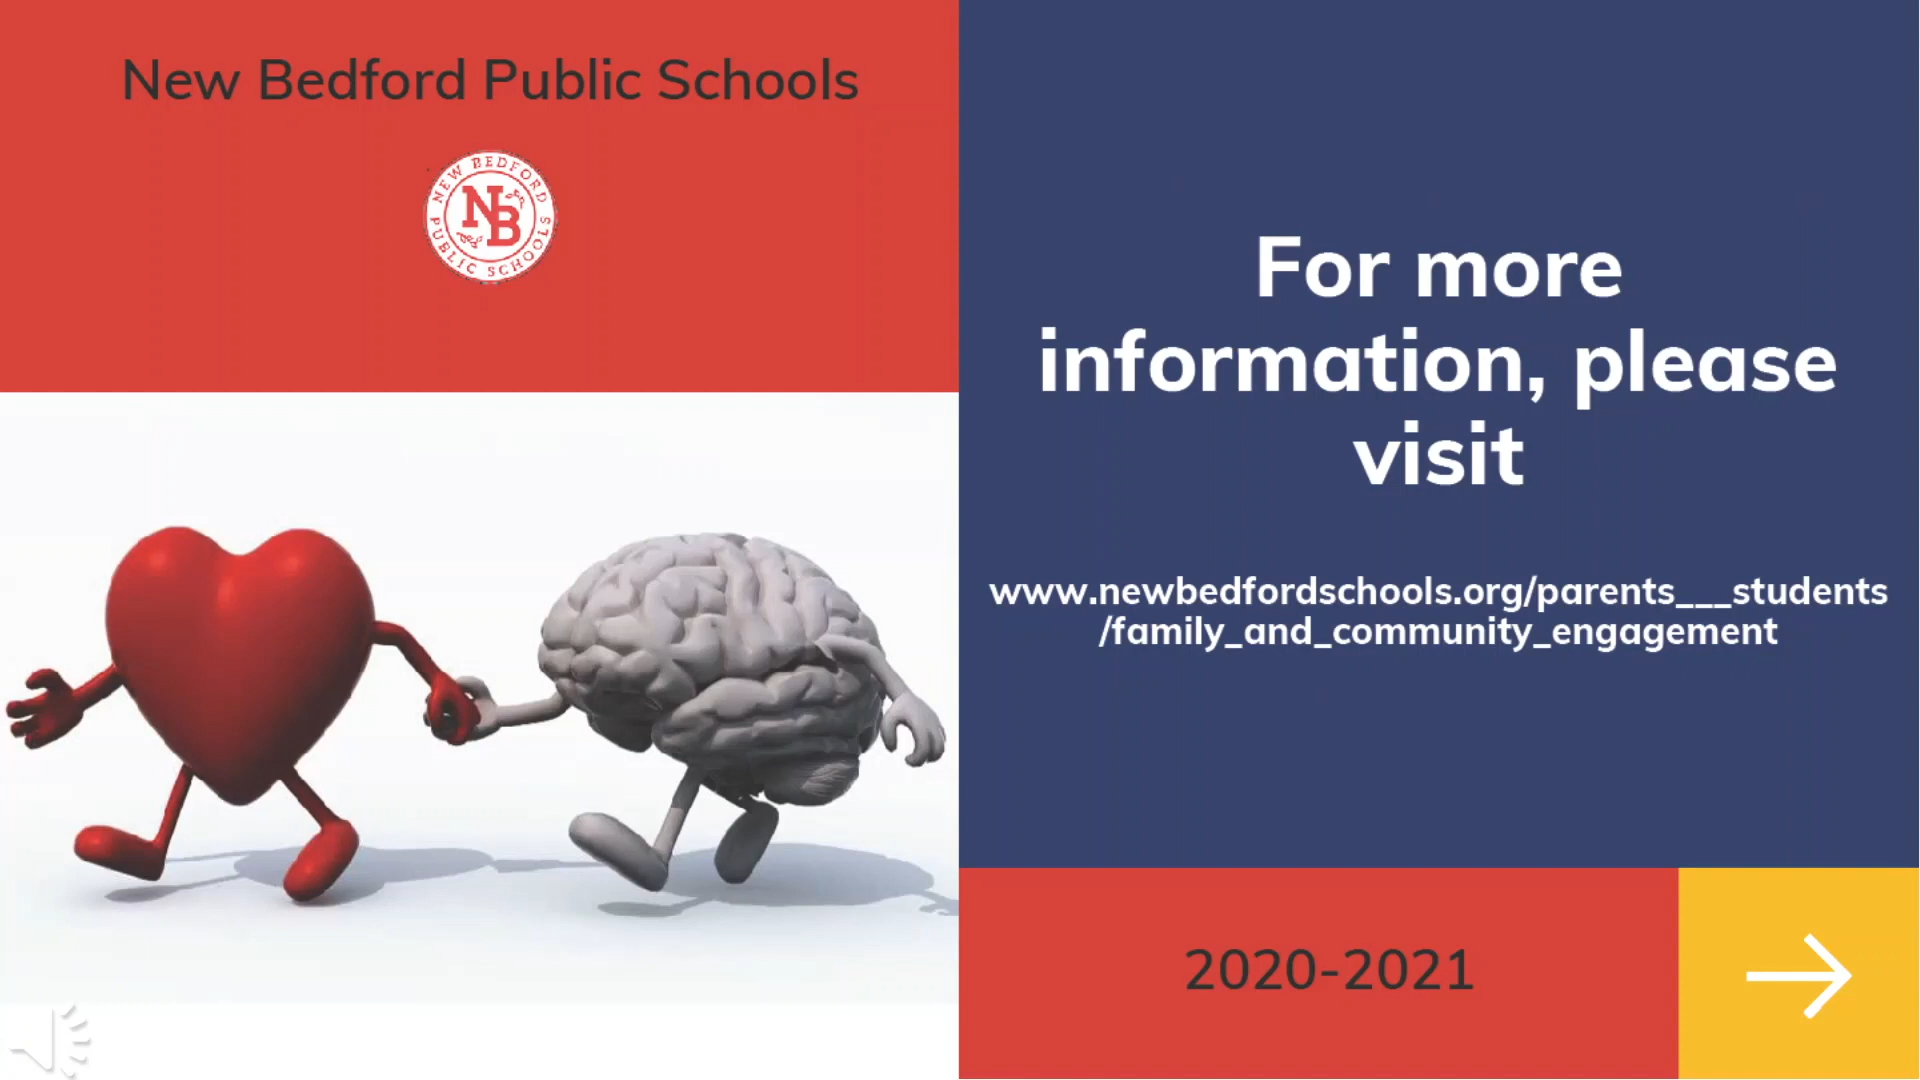 New Bedford Public Schools
NEW BEDFORD
NB
PUBLIC SCHOOLS
For more
information, please
visit
www.newbedfordschools.org/parents___students
/family_and_community_engagement
2020-2021